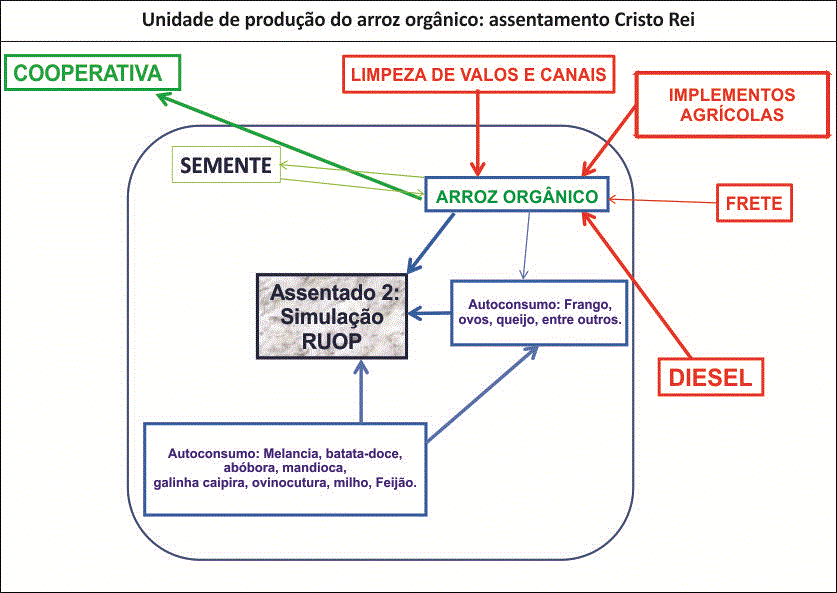 Unidade de produção do arroz orgânico: assentamento Cristo Rei
COOPERATIVA
LIMPEZA DE VALOS E CANAIS
IMPLEMENTOS
AGRÍCOLAS
SEMENTE
ARROZ ORGÂNICO
FRETE
Assentado 2:
Simulação
RUOP
Autoconsumo: Frango,
ovos, queijo, entre outros.
DIESEL
Autoconsumo: Melancia, batata-doce,
abóbora, mandioca,
galinha caipira, ovinocutura, milho, Feijão.